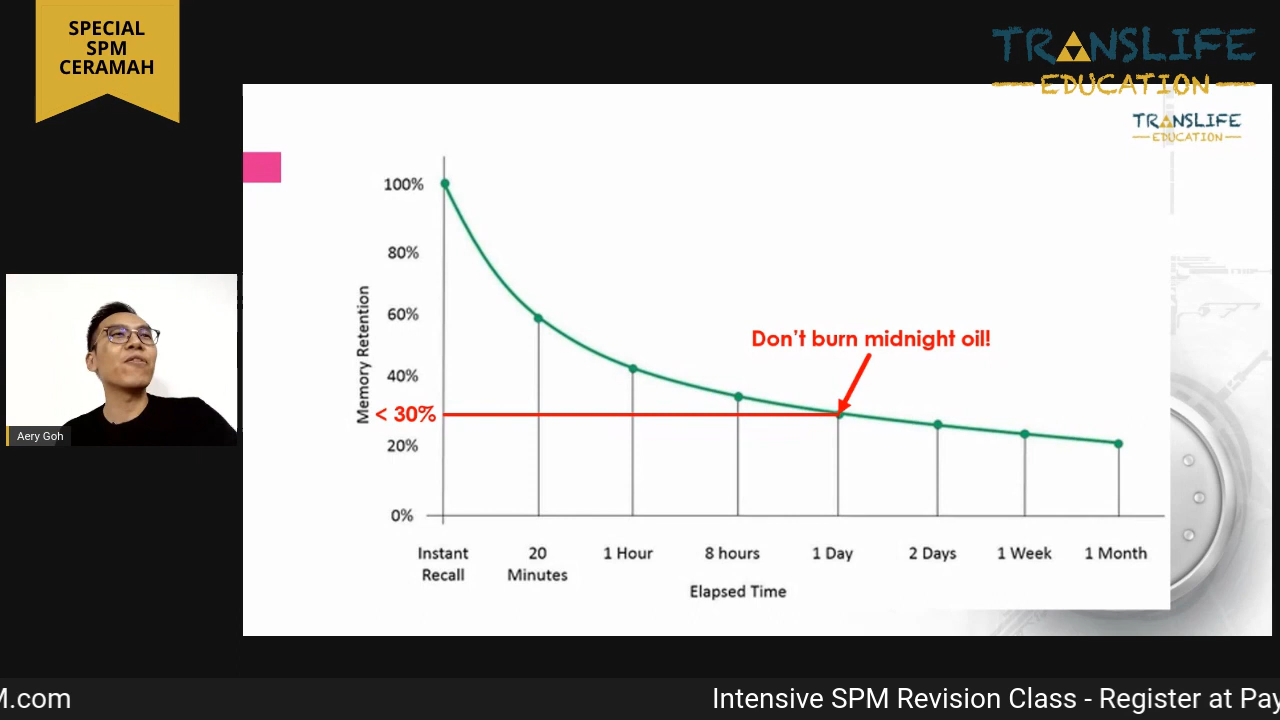 SPECIAL
SPM
CERAMAH
TRANSLIFE
EDUCATION
TRANSLIFE
EDUCATION
100%
80%
60%
40%
< 30%
20%
0%
Memory Retention
Don't burn midnight oil!
Instant
Recall
20
Minutes
1 Hour
8 hours
1 Day
2 Days
1 Week
1 Month
Elapsed Time
Aery Goh
M.com
Intensive SPM Revision Class - Register at Pay